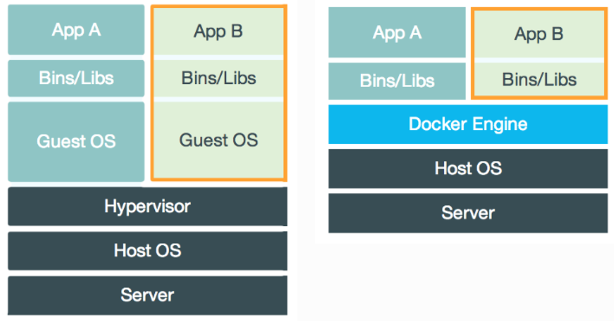 App A
App B
Bins/Libs
Bins/Libs
Guest OS
Guest OS
Hypervisor
Host OS
Server
App A
App B
Bins/Libs
Bins/Libs
Docker Engine
Host OS
Server